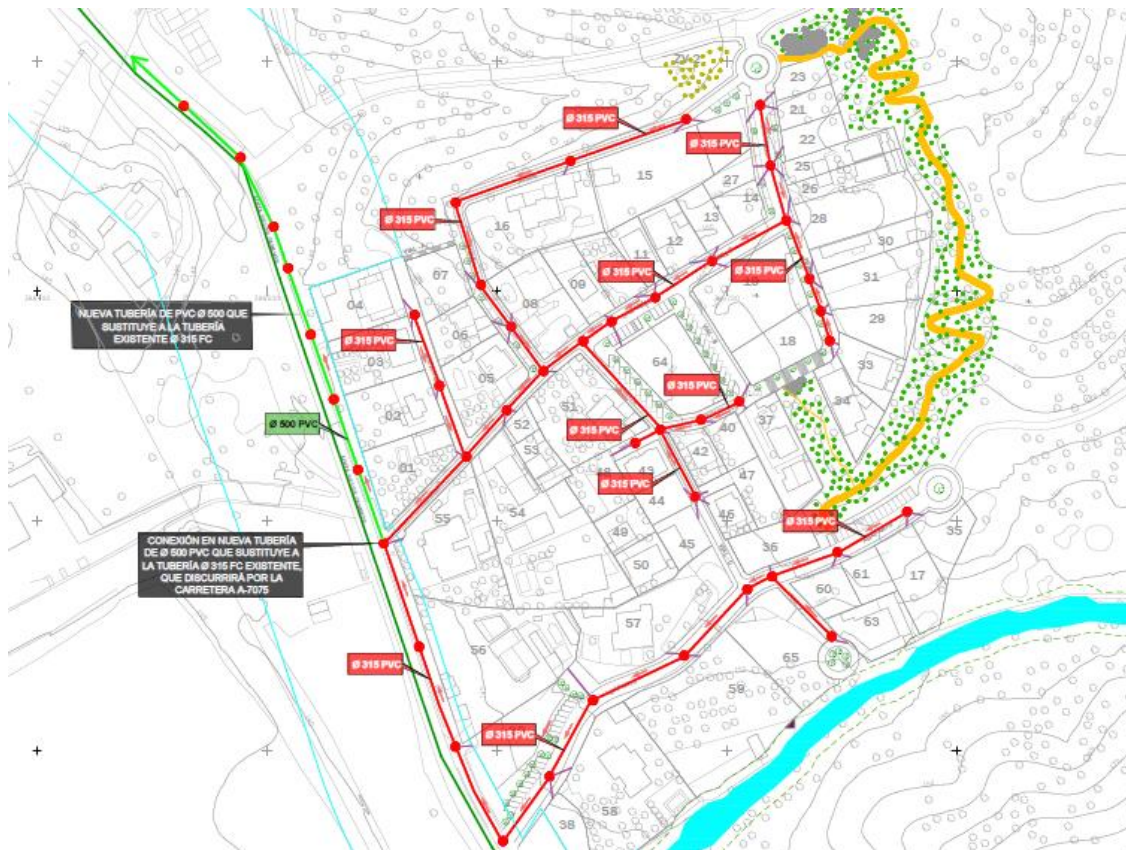 ZV-2
23
Ø 315 PVC
21
Ø 315 PVC
22
15
27
25
26
14
16
Ø 315 PVC
13
28
12
30
11
07
09
Ø 315 PVC
Ø 315 PVC
31
04
08
NUEVA TUBERÍA DE PVC Ø 500 QUE
SUSTITUYE A LA TUBERÍA
EXISTENTE Ø 315 FC
29
06
Ø 315 PVC
18
03
64
33
05
Ø 315 PVC
34
02
51
Ø 500 PVC
52
Ø 315 PVC
40
37
53
42
01
48
43
47
Ø 315 PVC
44
54
55
46
Ø 315 PVC
35
49
CONEXIÓN EN NUEVA TUBERÍA
DE Ø 500 PVC QUE SUSTITUYE A
LA TUBERÍA Ø 315 FC EXISTENTE,
QUE DISCURRIRÁ POR LA
CARRETERA A-7075
45
36
50
61
17
60
57
63
56
65
Ø 315 PVC
59
Ø 315 PVC
58
38